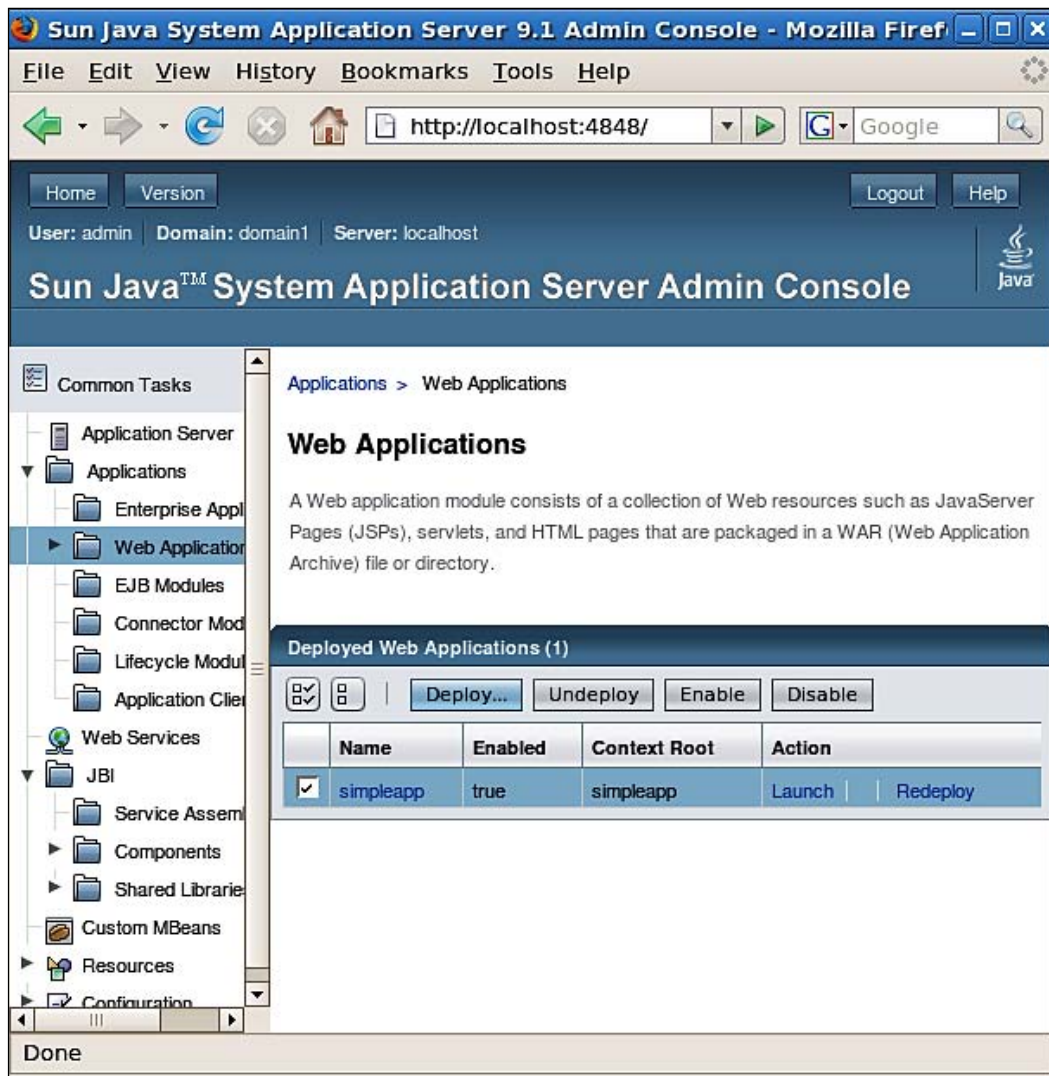 Sun Java System Application Server 9.1 Admin Console - Mozilla Firef
File Edit View History Bookmarks Tools Help
http://localhost:4848/
G Google
Home Version Logout Help
User: admin Domain: domain1 Server: localhost
Sun Java™ System Application Server Admin Console
Java
Common Tasks
Application Server
Applications
Enterprise Appl
Web Application
EJB Modules
Connector Mod
Lifecycle Modul
Application Clie
Web Services
JBI
Service Assem
Components
Shared Librarie
Custom MBeans
Resources
Configuration
Applications > Web Applications
Web Applications
A Web application module consists of a collection of Web resources such as JavaServer
Pages (JSPs), servlets, and HTML pages that are packaged in a WAR (Web Application
Archive) file or directory.
Deployed Web Applications (1)
Deploy... Undeploy Enable Disable
Name Enabled Context Root Action
simpleapp true simpleapp Launch Redeploy
Done